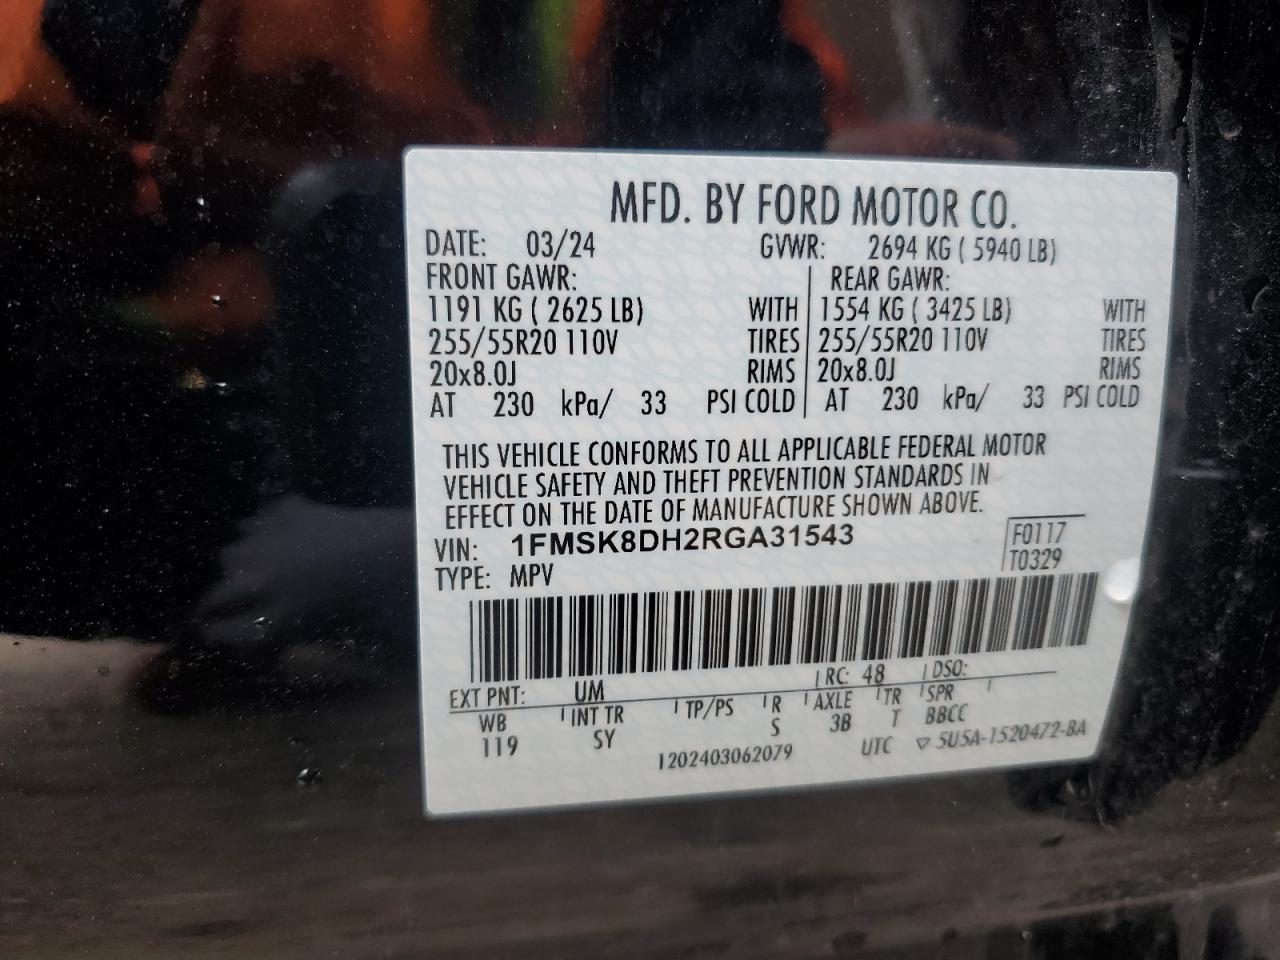 MFD. BY FORD MOTOR CO.
DATE: 03/24 GVWR: 2694 KG ( 5940 LB)
FRONT GAWR: REAR GAWR:
1191 KG ( 2625 LB) WITH 1554 KG ( 3425 LB) WITH
255/55R20 110V TIRES 255/55R20 110V TIRES
20x8.0J RIMS 20x8.0J RIMS
AT 230 kPa/ 33 PSI COLD AT 230 kPa/ 33 PSI COLD
THIS VEHICLE CONFORMS TO ALL APPLICABLE FEDERAL MOTOR
VEHICLE SAFETY AND THEFT PREVENTION STANDARDS IN
EFFECT ON THE DATE OF MANUFACTURE SHOWN ABOVE.
VIN: 1FMSK8DH2RGA31543 F0117
TYPE: MPV T0329
EXT PNT: UM RC: 48 DSO:
WB INT TR TP/PS R AXLE TR SPR
119 SY S 3B T BBCC
1202403062079 UTC ▽ 5U5A-1520472-BA